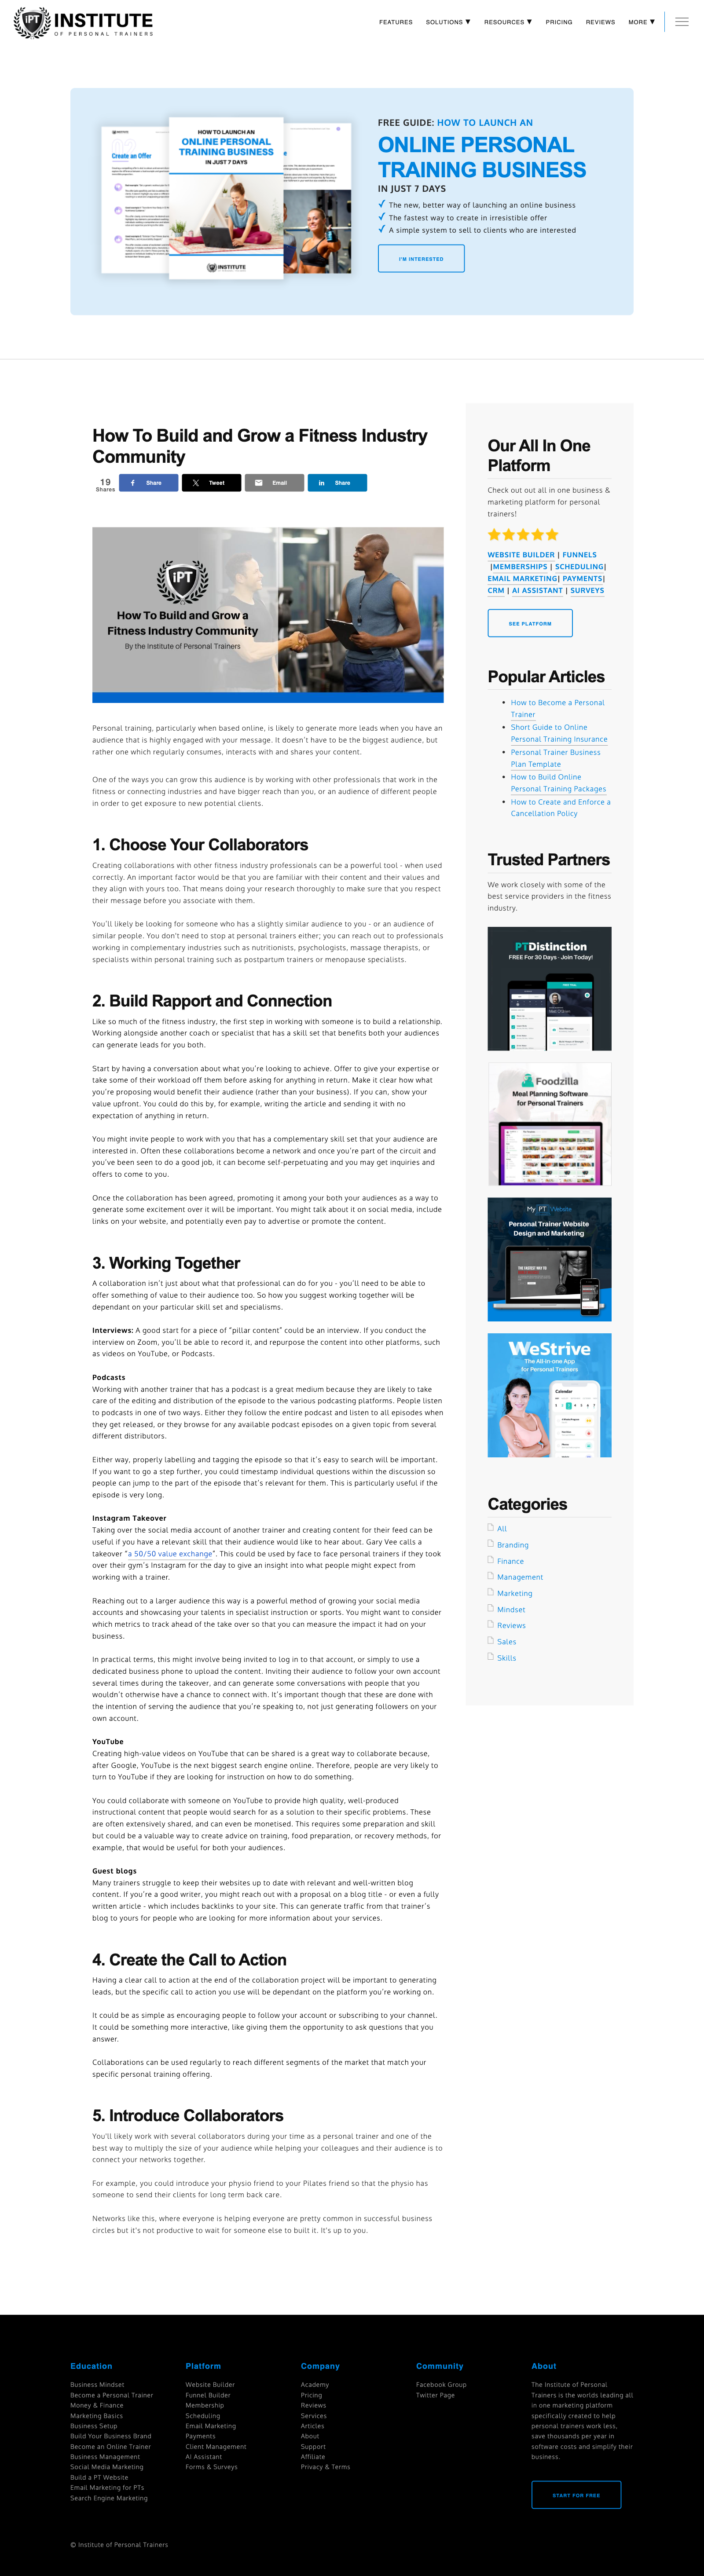 IPT INSTITUTE
OF PERSONAL TRAINERS
FEATURES SOLUTIONS ▼ RESOURCES ▼ PRICING REVIEWS MORE ▼
HOW TO LAUNCH AN
ONLINE PERSONAL
TRAINING BUSINESS
IN JUST 7 DAYS
Create an Offer
INSTITUTE
FREE GUIDE: HOW TO LAUNCH AN
ONLINE PERSONAL
TRAINING BUSINESS
IN JUST 7 DAYS
✓ The new, better way of launching an online business
✓ The fastest way to create in irresistible offer
✓ A simple system to sell to clients who are interested
I'M INTERESTED
How To Build and Grow a Fitness Industry
Community
19
Shares
Share
Tweet
Email
Share
IPT
How To Build and Grow a
Fitness Industry Community
By the Institute of Personal Trainers
Personal training, particularly when based online, is likely to generate more leads when you have an
audience that is highly engaged with your message. It doesn't have to be the biggest audience, but
rather one which regularly consumes, interacts with and shares your content.
One of the ways you can grow this audience is by working with other professionals that work in the
fitness or connecting industries and have bigger reach than you, or an audience of different people
in order to get exposure to new potential clients.
1. Choose Your Collaborators
Creating collaborations with other fitness industry professionals can be a powerful tool - when used
correctly. An important factor would be that you are familiar with their content and their values and
they align with yours too. That means doing your research thoroughly to make sure that you respect
their message before you associate with them.
You'll likely be looking for someone who has a slightly similar audience to you - or an audience of
similar people. You don't need to stop at personal trainers either; you can reach out to professionals
working in complementary industries such as nutritionists, psychologists, massage therapists, or
specialists within personal training such as postpartum trainers or menopause specialists.
2. Build Rapport and Connection
Like so much of the fitness industry, the first step in working with someone is to build a relationship.
Working alongside another coach or specialist that has a skill set that benefits both your audiences
can generate leads for you both.
Start by having a conversation about what you're looking to achieve. Offer to give your expertise or
take some of their workload off them before asking for anything in return. Make it clear how what
you're proposing would benefit their audience (rather than your business). If you can, show your
value upfront. You could do this by, for example, writing the article and sending it with no
expectation of anything in return.
You might invite people to work with you that has a complementary skill set that your audience are
interested in. Often these collaborations become a network and once you're part of the circuit and
you've been seen to do a good job, it can become self-perpetuating and you may get inquiries and
offers to come to you.
Once the collaboration has been agreed, promoting it among your both your audiences as a way to
generate some excitement over it will be important. You might talk about it on social media, include
links on your website, and potentially even pay to advertise or promote the content.
3. Working Together
A collaboration isn't just about what that professional can do for you - you'll need to be able to
offer something of value to their audience too. So how you suggest working together will be
dependant on your particular skill set and specialisms.
Interviews: A good start for a piece of "pillar content" could be an interview. If you conduct the
interview on Zoom, you'll be able to record it, and repurpose the content into other platforms, such
as videos on YouTube, or Podcasts.
Podcasts
Working with another trainer that has a podcast is a great medium because they are likely to take
care of the editing and distribution of the episode to the various podcasting platforms. People listen
to podcasts in one of two ways. Either they follow the entire podcast and listen to all episodes when
they get released, or they browse for any available podcast episodes on a given topic from several
different distributors.
Either way, properly labelling and tagging the episode so that it's easy to search will be important.
If you want to go a step further, you could timestamp individual questions within the discussion so
people can jump to the part of the episode that's relevant for them. This is particularly useful if the
episode is very long.
Instagram Takeover
Taking over the social media account of another trainer and creating content for their feed can be
useful if you have a relevant skill that their audience would like to hear about. Gary Vee calls a
takeover "a 50/50 value exchange". This could be used by face to face personal trainers if they took
over their gym's Instagram for the day to give an insight into what people might expect from
working with a trainer.
Reaching out to a larger audience this way is a powerful method of growing your social media
accounts and showcasing your talents in specialist instruction or sports. You might want to consider
which metrics to track ahead of the take over so that you can measure the impact it had on your
business.
In practical terms, this might involve being invited to log in to that account, or simply to use a
dedicated business phone to upload the content. Inviting their audience to follow your own account
several times during the takeover, and can generate some conversations with people that you
wouldn't otherwise have a chance to connect with. It's important though that these are done with
the intention of serving the audience that you're speaking to, not just generating followers on your
own account.
YouTube
Creating high-value videos on YouTube that can be shared is a great way to collaborate because,
after Google, YouTube is the next biggest search engine online. Therefore, people are very likely to
turn to YouTube if they are looking for instruction on how to do something.
You could collaborate with someone on YouTube to provide high quality, well-produced
instructional content that people would search for as a solution to their specific problems. These
are often extensively shared, and can even be monetised. This requires some preparation and skill
but could be a valuable way to create advice on training, food preparation, or recovery methods, for
example, that would be useful for both your audiences.
Guest blogs
Many trainers struggle to keep their websites up to date with relevant and well-written blog
content. If you're a good writer, you might reach out with a proposal on a blog title - or even a fully
written article - which includes backlinks to your site. This can generate traffic from that trainer's
blog to yours for people who are looking for more information about your services.
4. Create the Call to Action
Having a clear call to action at the end of the collaboration project will be important to generating
leads, but the specific call to action you use will be dependant on the platform you're working on.
It could be as simple as encouraging people to follow your account or subscribing to your channel.
It could be something more interactive, like giving them the opportunity to ask questions that you
answer.
Collaborations can be used regularly to reach different segments of the market that match your
specific personal training offering.
5. Introduce Collaborators
You'll likely work with several collaborators during your time as a personal trainer and one of the
best way to multiply the size of your audience while helping your colleagues and their audience is to
connect your networks together.
For example, you could introduce your physio friend to your Pilates friend so that the physio has
someone to send their clients for long term back care.
Networks like this, where everyone is helping everyone are pretty common in successful business
circles but it's not productive to wait for someone else to built it. It's up to you.
Our All In One
Platform
Check out out all in one business &
marketing platform for personal
trainers!
WEBSITE BUILDER | FUNNELS
|MEMBERSHIPS | SCHEDULING|
EMAIL MARKETING| PAYMENTS|
CRM | AI ASSISTANT | SURVEYS
SEE PLATFORM
Popular Articles
• How to Become a Personal
Trainer
• Short Guide to Online
Personal Training Insurance
• Personal Trainer Business
Plan Template
• How to Build Online
Personal Training Packages
• How to Create and Enforce a
Cancellation Policy
Trusted Partners
We work closely with some of the
best service providers in the fitness
industry.
PTDistinction
FREE For 30 Days - Join Today!
Foodzilla
Meal Planning Software
for Personal Trainers
My PT Website
Personal Trainer Website
Design and Marketing
WeStrive
The All-in-one App
for Personal Trainers
Calendar
Categories
All
Branding
Finance
Management
Marketing
Mindset
Reviews
Sales
Skills
Education
Business Mindset
Become a Personal Trainer
Money & Finance
Marketing Basics
Business Setup
Build Your Business Brand
Become an Online Trainer
Business Management
Social Media Marketing
Build a PT Website
Email Marketing for PTs
Search Engine Marketing
Platform
Website Builder
Funnel Builder
Membership
Scheduling
Email Marketing
Payments
Client Management
AI Assistant
Forms & Surveys
Company
Academy
Pricing
Reviews
Services
Articles
About
Support
Affiliate
Privacy & Terms
Community
Facebook Group
Twitter Page
About
The Institute of Personal
Trainers is the worlds leading all
in one marketing platform
specifically created to help
personal trainers work less,
save thousands per year in
software costs and simplify their
business.
START FOR FREE
© Institute of Personal Trainers